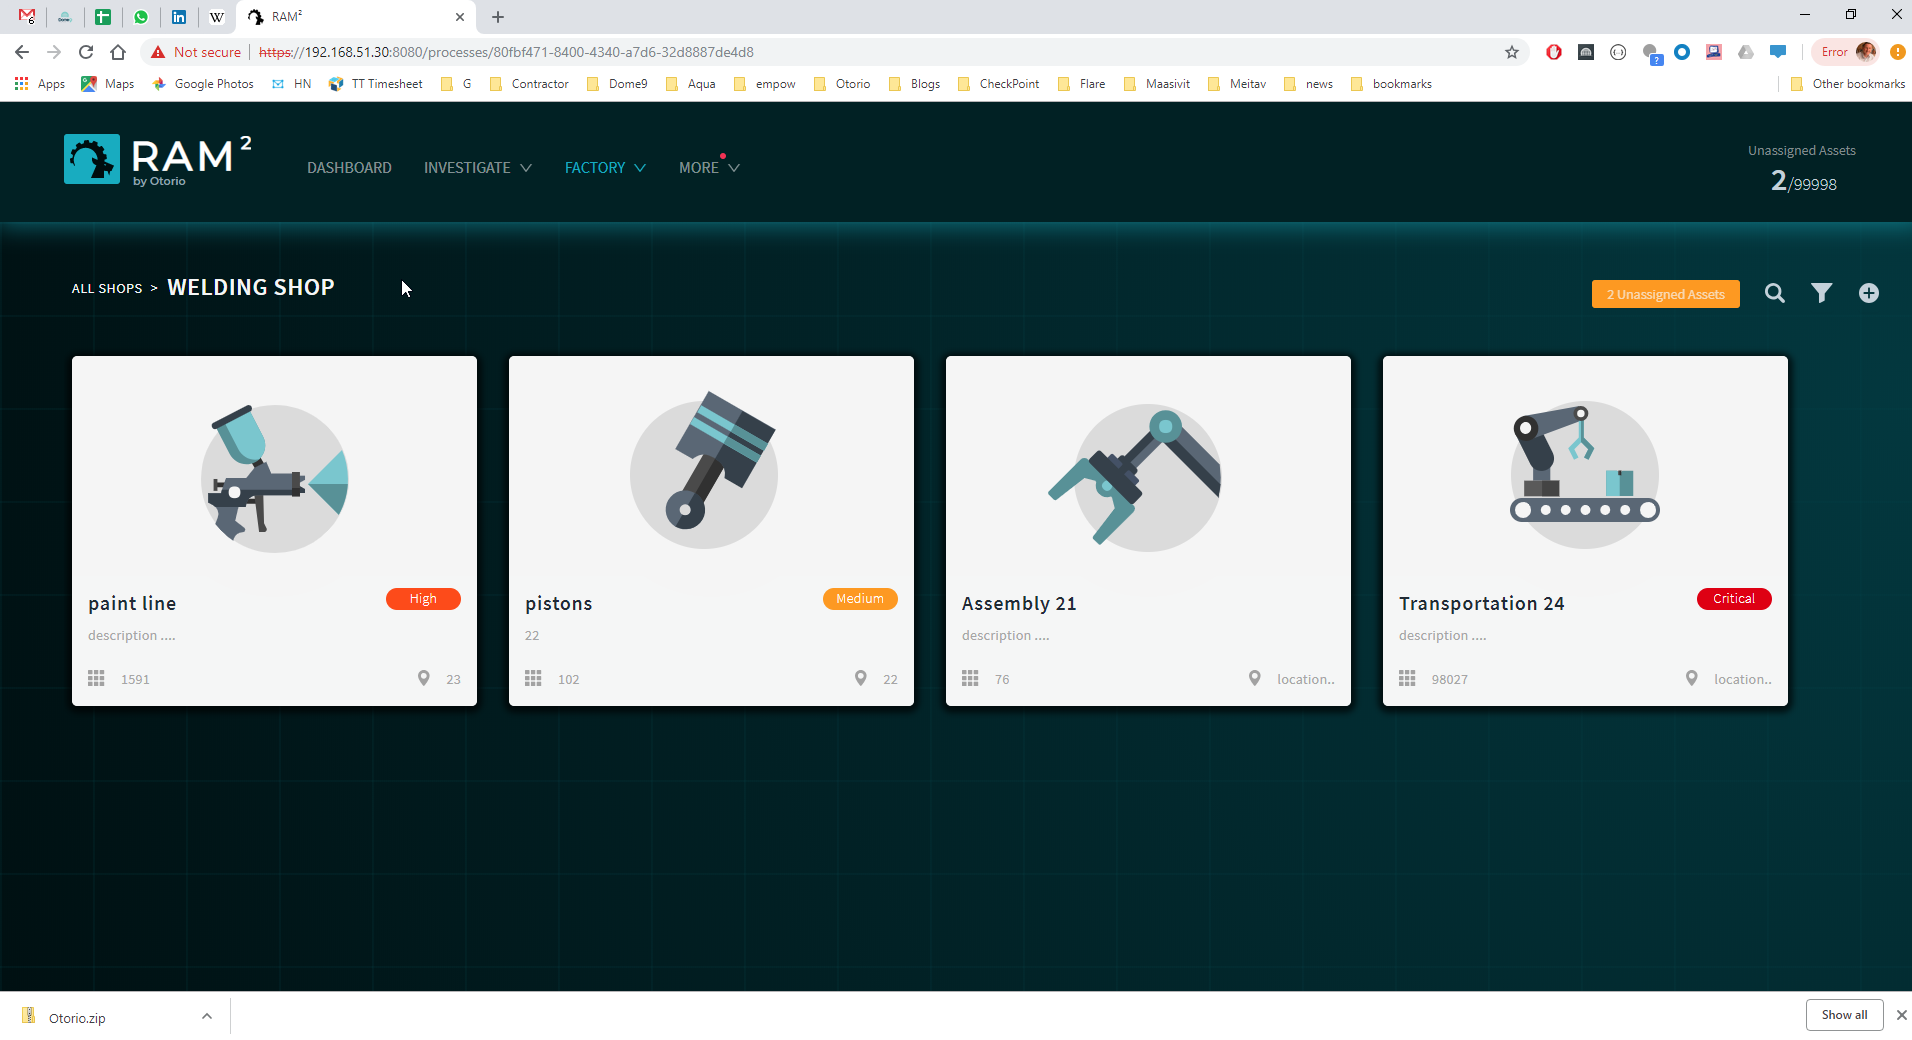 RAM²
Not secure https://192.168.51.30:8080/processes/80fbf471-8400-4340-a7d6-32d8887de4d8 Error
Apps Maps Google Photos HN TT Timesheet G Contractor Dome9 Aqua empow Otorio Blogs CheckPoint Flare Maasivit Meitav news bookmarks Other bookmarks
RAM 2
by Otorio
DASHBOARD INVESTIGATE FACTORY MORE
Unassigned Assets
2/99998
ALL SHOPS > WELDING SHOP
2 Unassigned Assets
paint line High
description ....
1591 23
pistons Medium
22
102 22
Assembly 21
description ....
76 location..
Transportation 24 Critical
description ....
98027 location..
Otorio.zip
Show all